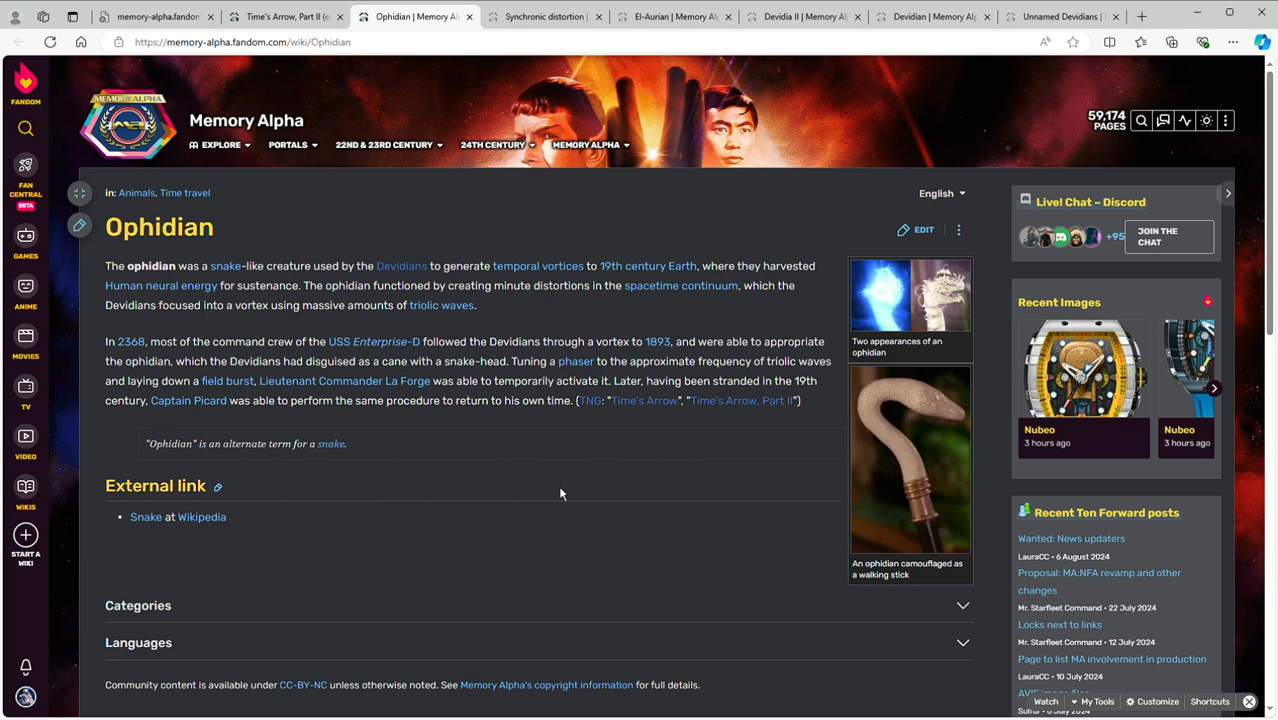 memory-alpha.fandom
Time's Arrow, Part II (e
Ophidian | Memory Al
Synchronic distortion |
El-Aurian | Memory Al
Devidia II | Memory Al
Devidian | Memory Alp
Unnamed Devidians |
https://memory-alpha.fandom.com/wiki/Ophidian
FANDOM
FAN CENTRAL
BETA
GAMES
ANIME
MOVIES
TV
VIDEO
WIKIS
START A WIKI
MEMORY ALPHA
Memory Alpha
EXPLORE
PORTALS
22ND & 23RD CENTURY
24TH CENTURY
MEMORY ALPHA
59,174
PAGES
in: Animals, Time travel
English
Ophidian
EDIT
The ophidian was a snake-like creature used by the Devidians to generate temporal vortices to 19th century Earth, where they harvested
Human neural energy for sustenance. The ophidian functioned by creating minute distortions in the spacetime continuum, which the
Devidians focused into a vortex using massive amounts of triolic waves.
In 2368, most of the command crew of the USS Enterprise-D followed the Devidians through a vortex to 1893, and were able to appropriate
the ophidian, which the Devidians had disguised as a cane with a snake-head. Tuning a phaser to the approximate frequency of triolic waves
and laying down a field burst, Lieutenant Commander La Forge was able to temporarily activate it. Later, having been stranded in the 19th
century, Captain Picard was able to perform the same procedure to return to his own time. (TNG: "Time's Arrow", "Time's Arrow, Part II")
"Ophidian" is an alternate term for a snake.
External link
• Snake at Wikipedia
Two appearances of an
ophidian
An ophidian camouflaged as
a walking stick
Categories
Languages
Community content is available under CC-BY-NC unless otherwise noted. See Memory Alpha's copyright information for full details.
Live! Chat – Discord
+95
JOIN THE
CHAT
Recent Images
Nubeo
3 hours ago
Nubeo
3 hours ago
Recent Ten Forward posts
Wanted: News updaters
LauraCC • 6 August 2024
Proposal: MA:NFA revamp and other
changes
Mr. Starfleet Command • 22 July 2024
Locks next to links
Mr. Starfleet Command • 12 July 2024
Page to list MA involvement in production
LauraCC • 10 July 2024
Watch
My Tools
Customize
Shortcuts